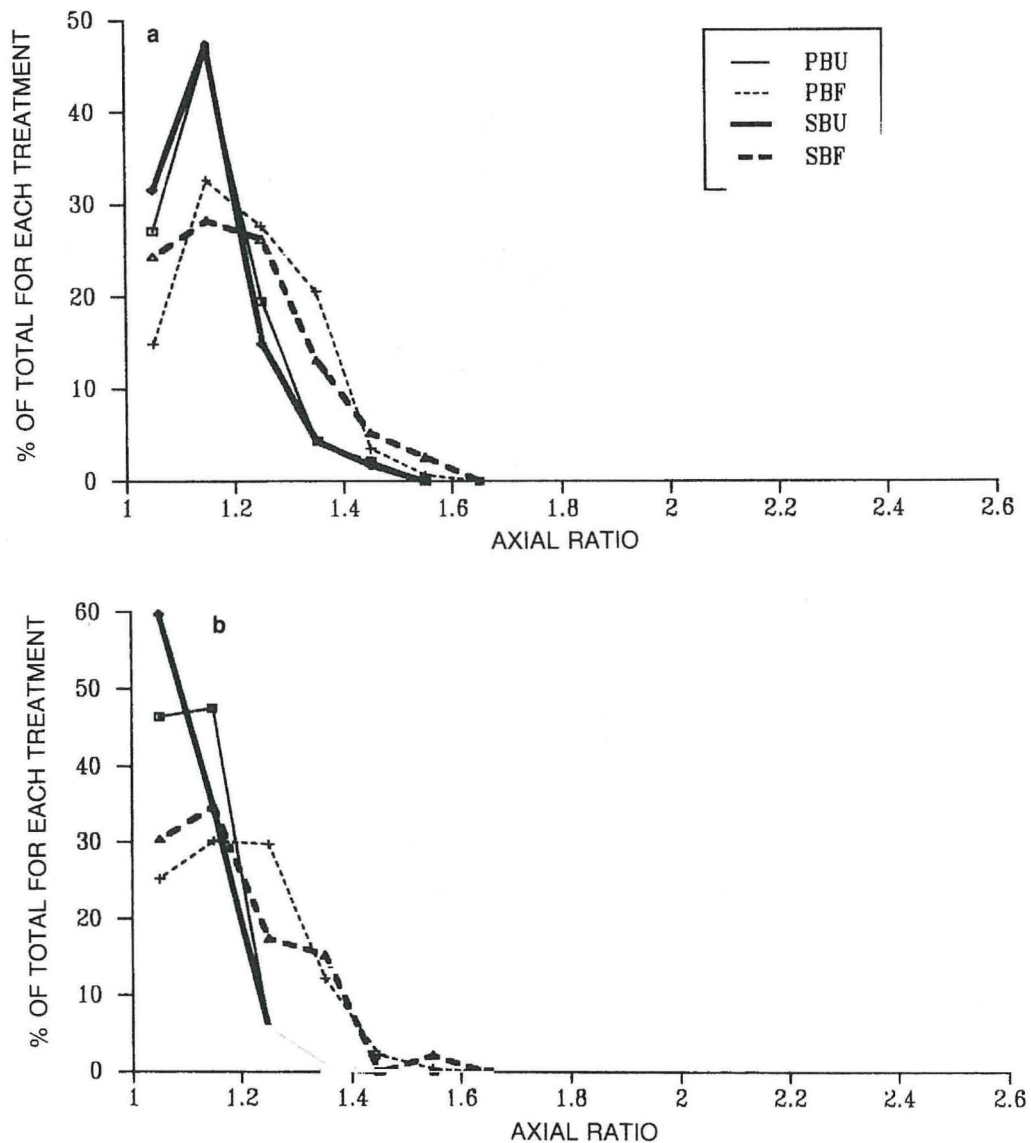 a
50
40
30
20
10
0
% OF TOTAL FOR EACH TREATMENT
1 1.2 1.4 1.6 1.8 2 2.2 2.4 2.6
AXIAL RATIO
PBU
PBF
SBU
SBF
b
60
50
40
30
20
10
0
% OF TOTAL FOR EACH TREATMENT
1 1.2 1.4 1.6 1.8 2 2.2 2.4 2.6
AXIAL RATIO